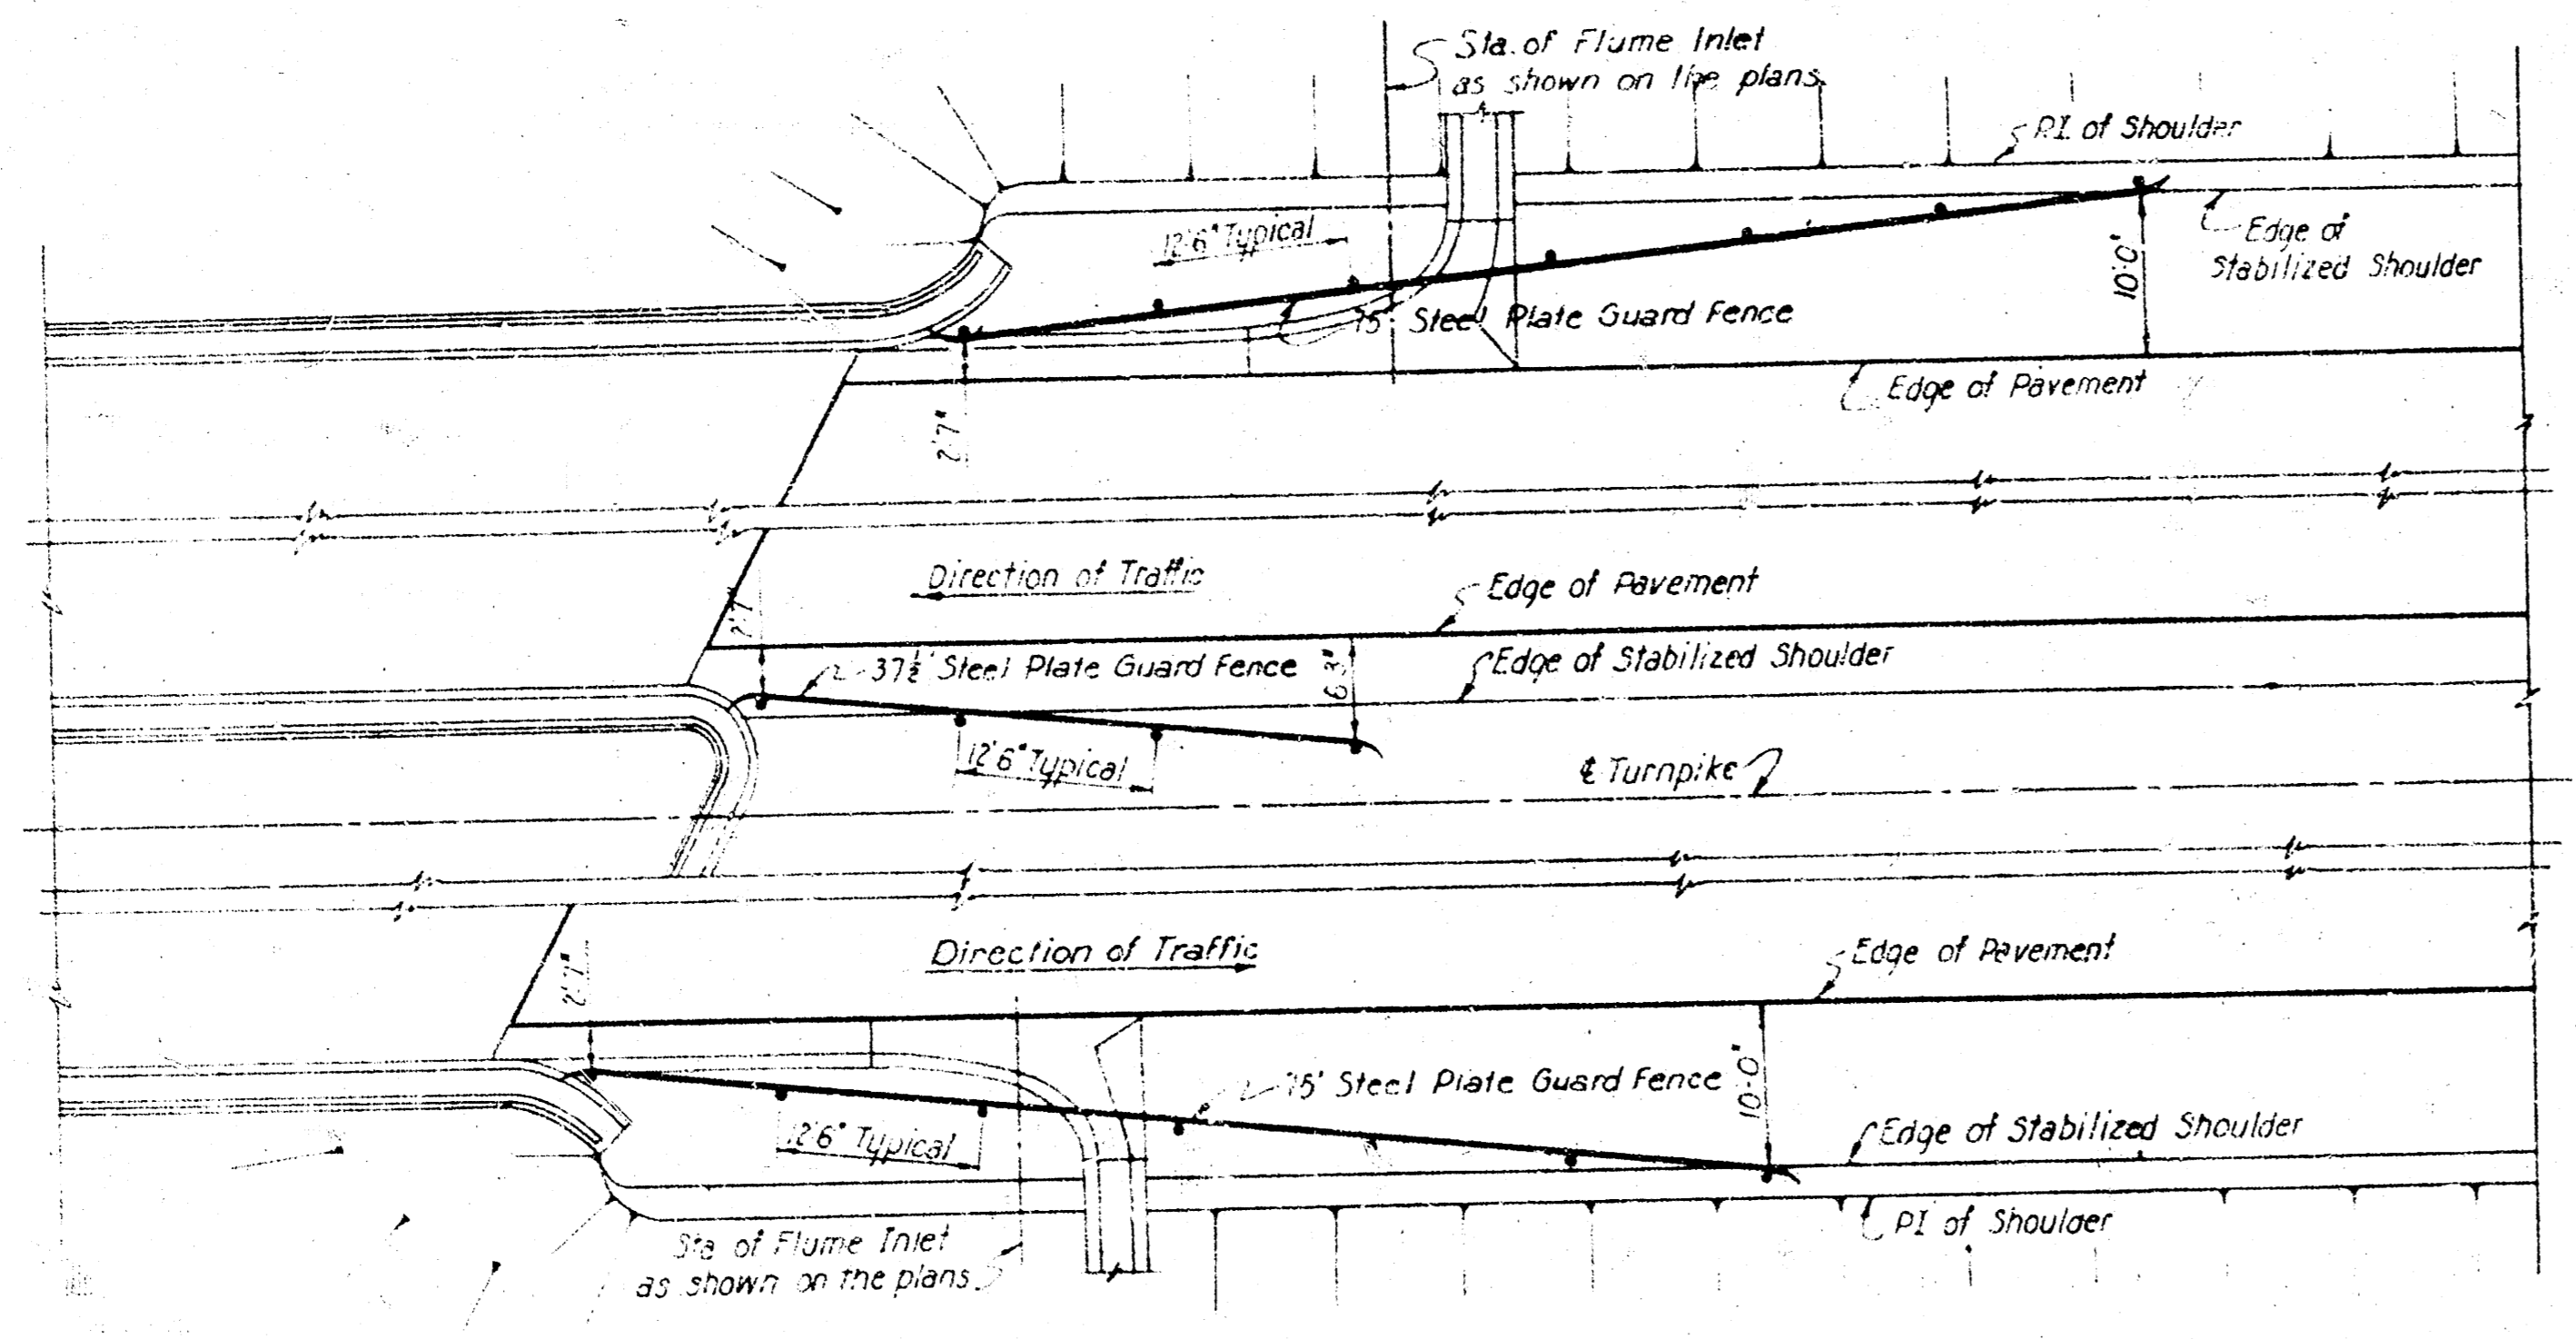 Sta. of Flume Inlet
as shown on the plans.
P.I. of Shoulder
12'6" Typical
Edge of
Stabilized Shoulder
10'-0"
75' Steel Plate Guard Fence
Edge of Pavement
2'7"
Direction of Traffic
Edge of Pavement
2'7"
37½' Steel Plate Guard Fence
6'3"
Edge of Stabilized Shoulder
12'6" Typical
℄ Turnpike
Direction of Traffic
Edge of Pavement
2'7"
75' Steel Plate Guard Fence
10'-0"
12'6" Typical
Edge of Stabilized Shoulder
P.I. of Shoulder
Sta of Flume Inlet
as shown on the plans.